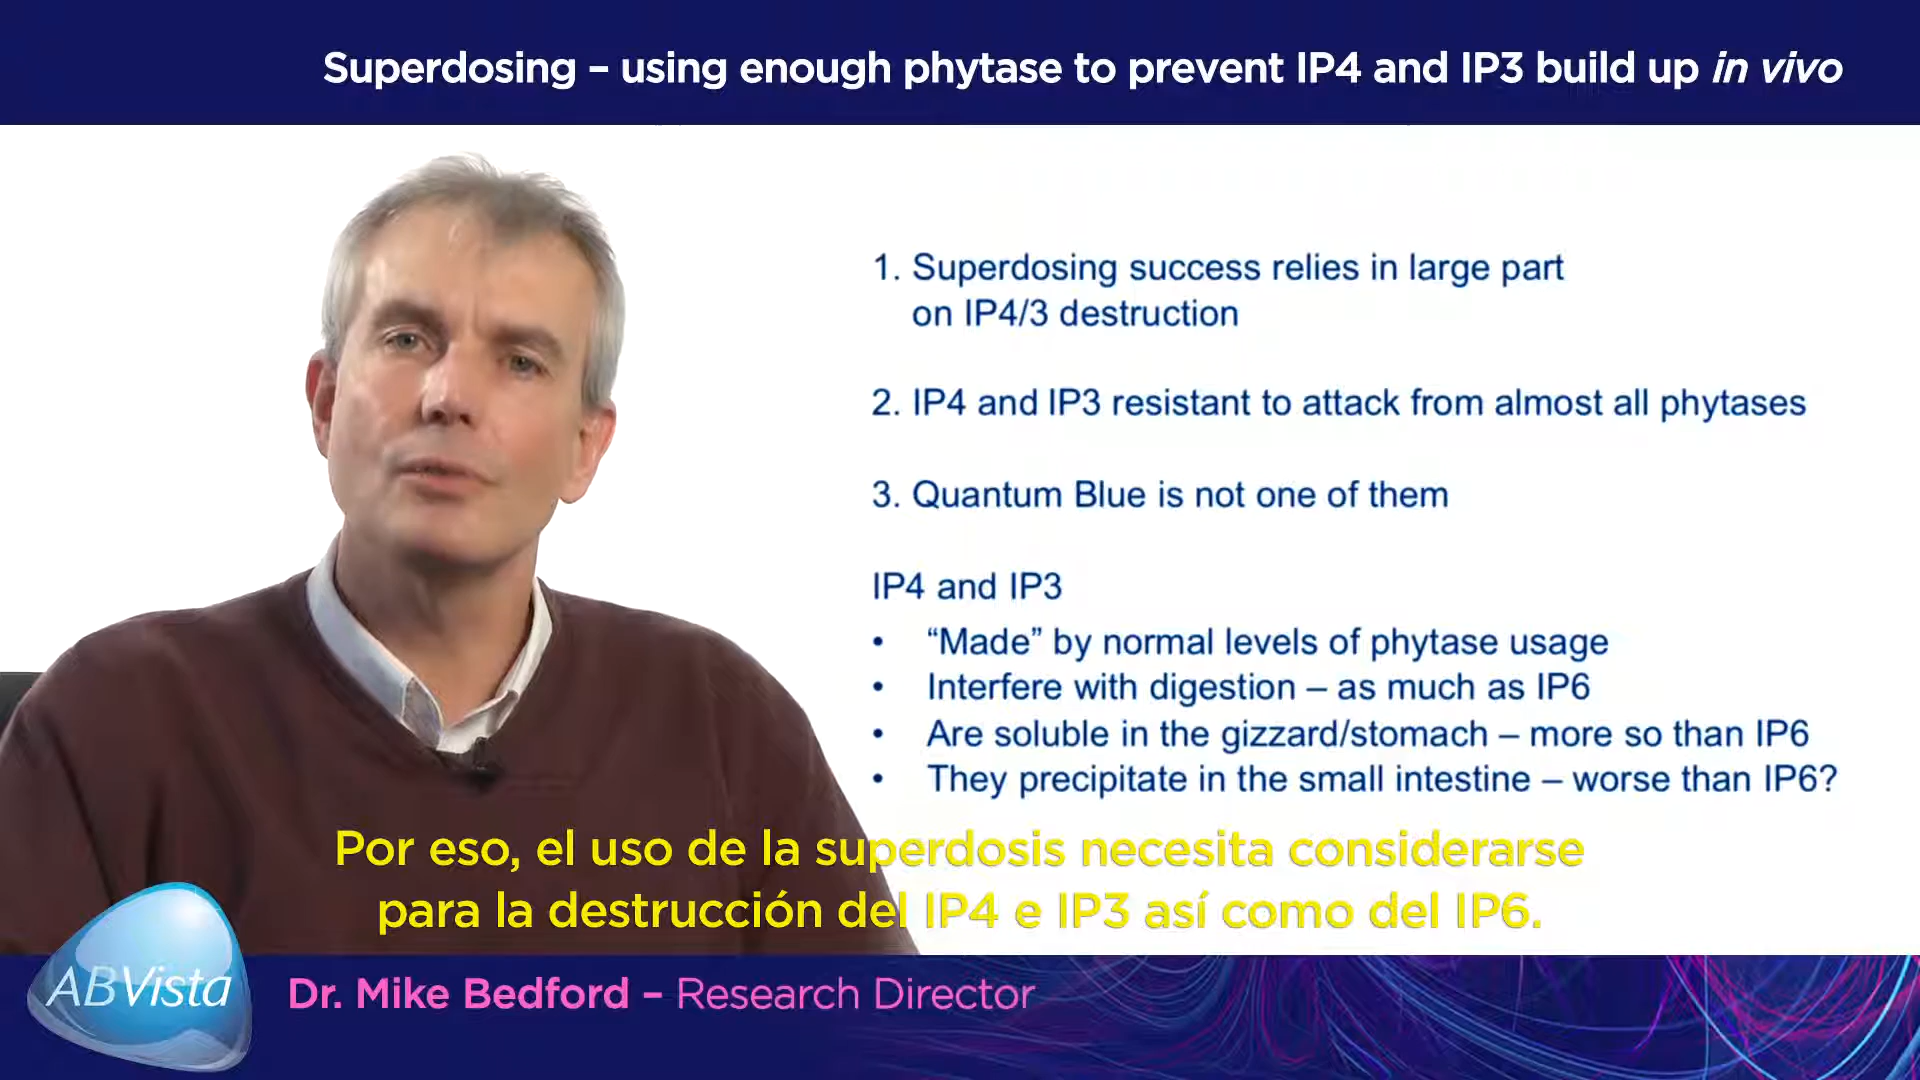 Superdosing – using enough phytase to prevent IP4 and IP3 build up in vivo
1. Superdosing success relies in large part
on IP4/3 destruction
2. IP4 and IP3 resistant to attack from almost all phytases
3. Quantum Blue is not one of them
IP4 and IP3
• “Made” by normal levels of phytase usage
• Interfere with digestion – as much as IP6
• Are soluble in the gizzard/stomach – more so than IP6
• They precipitate in the small intestine – worse than IP6?
Por eso, el uso de la superdosis necesita considerarse
para la destrucción del IP4 e IP3 así como del IP6.
ABVista
Dr. Mike Bedford – Research Director